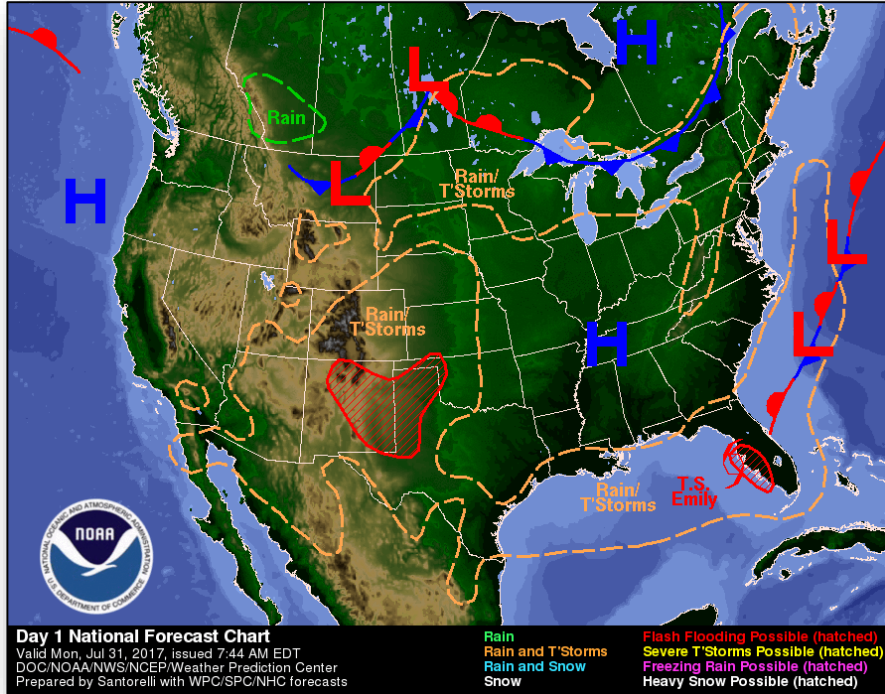 H
L
Rain
Rain/
T'Storms
L
H
L
Rain/
T'Storms
H
L
T.S.
Emily
Rain/
T'Storms
NATIONAL OCEANIC AND ATMOSPHERIC ADMINISTRATION
NOAA
U.S. DEPARTMENT OF COMMERCE
Day 1 National Forecast Chart
Valid Mon, Jul 31, 2017, issued 7:44 AM EDT
DOC/NOAA/NWS/NCEP/Weather Prediction Center
Prepared by Santorelli with WPC/SPC/NHC forecasts
Rain
Rain and T'Storms
Rain and Snow
Snow
Flash Flooding Possible (hatched)
Severe T'Storms Possible (hatched)
Freezing Rain Possible (hatched)
Heavy Snow Possible (hatched)